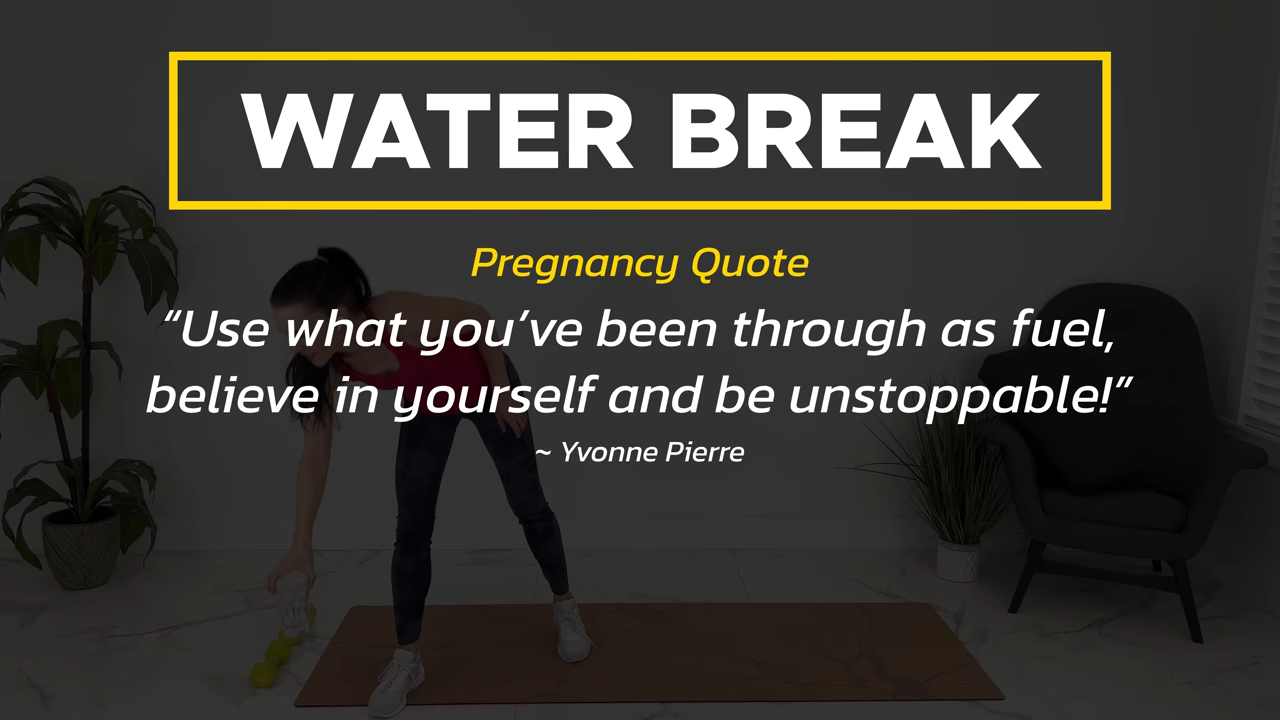 WATER BREAK
Pregnancy Quote
“Use what you’ve been through as fuel,
believe in yourself and be unstoppable!”
~ Yvonne Pierre